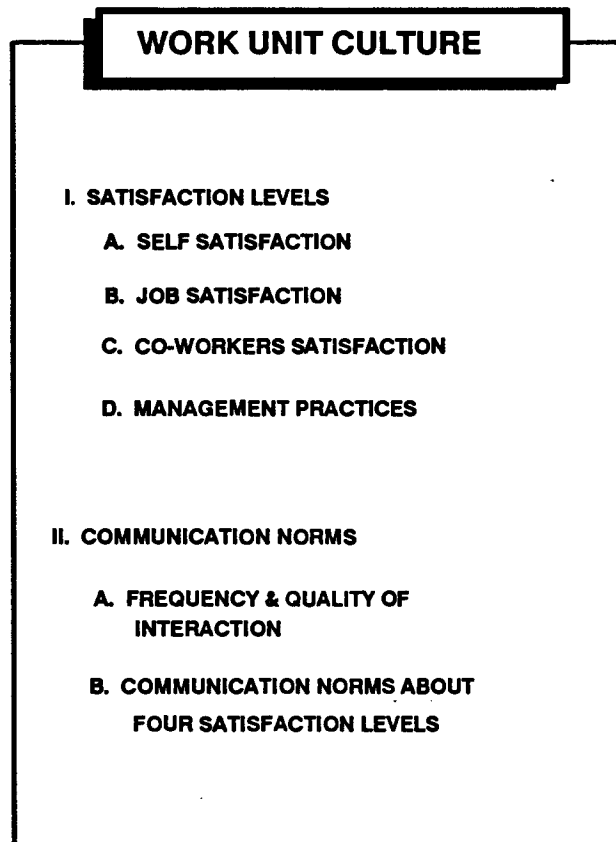 WORK UNIT CULTURE
I. SATISFACTION LEVELS
A. SELF SATISFACTION
B. JOB SATISFACTION
C. CO-WORKERS SATISFACTION
D. MANAGEMENT PRACTICES
II. COMMUNICATION NORMS
A. FREQUENCY & QUALITY OF
INTERACTION
B. COMMUNICATION NORMS ABOUT
FOUR SATISFACTION LEVELS